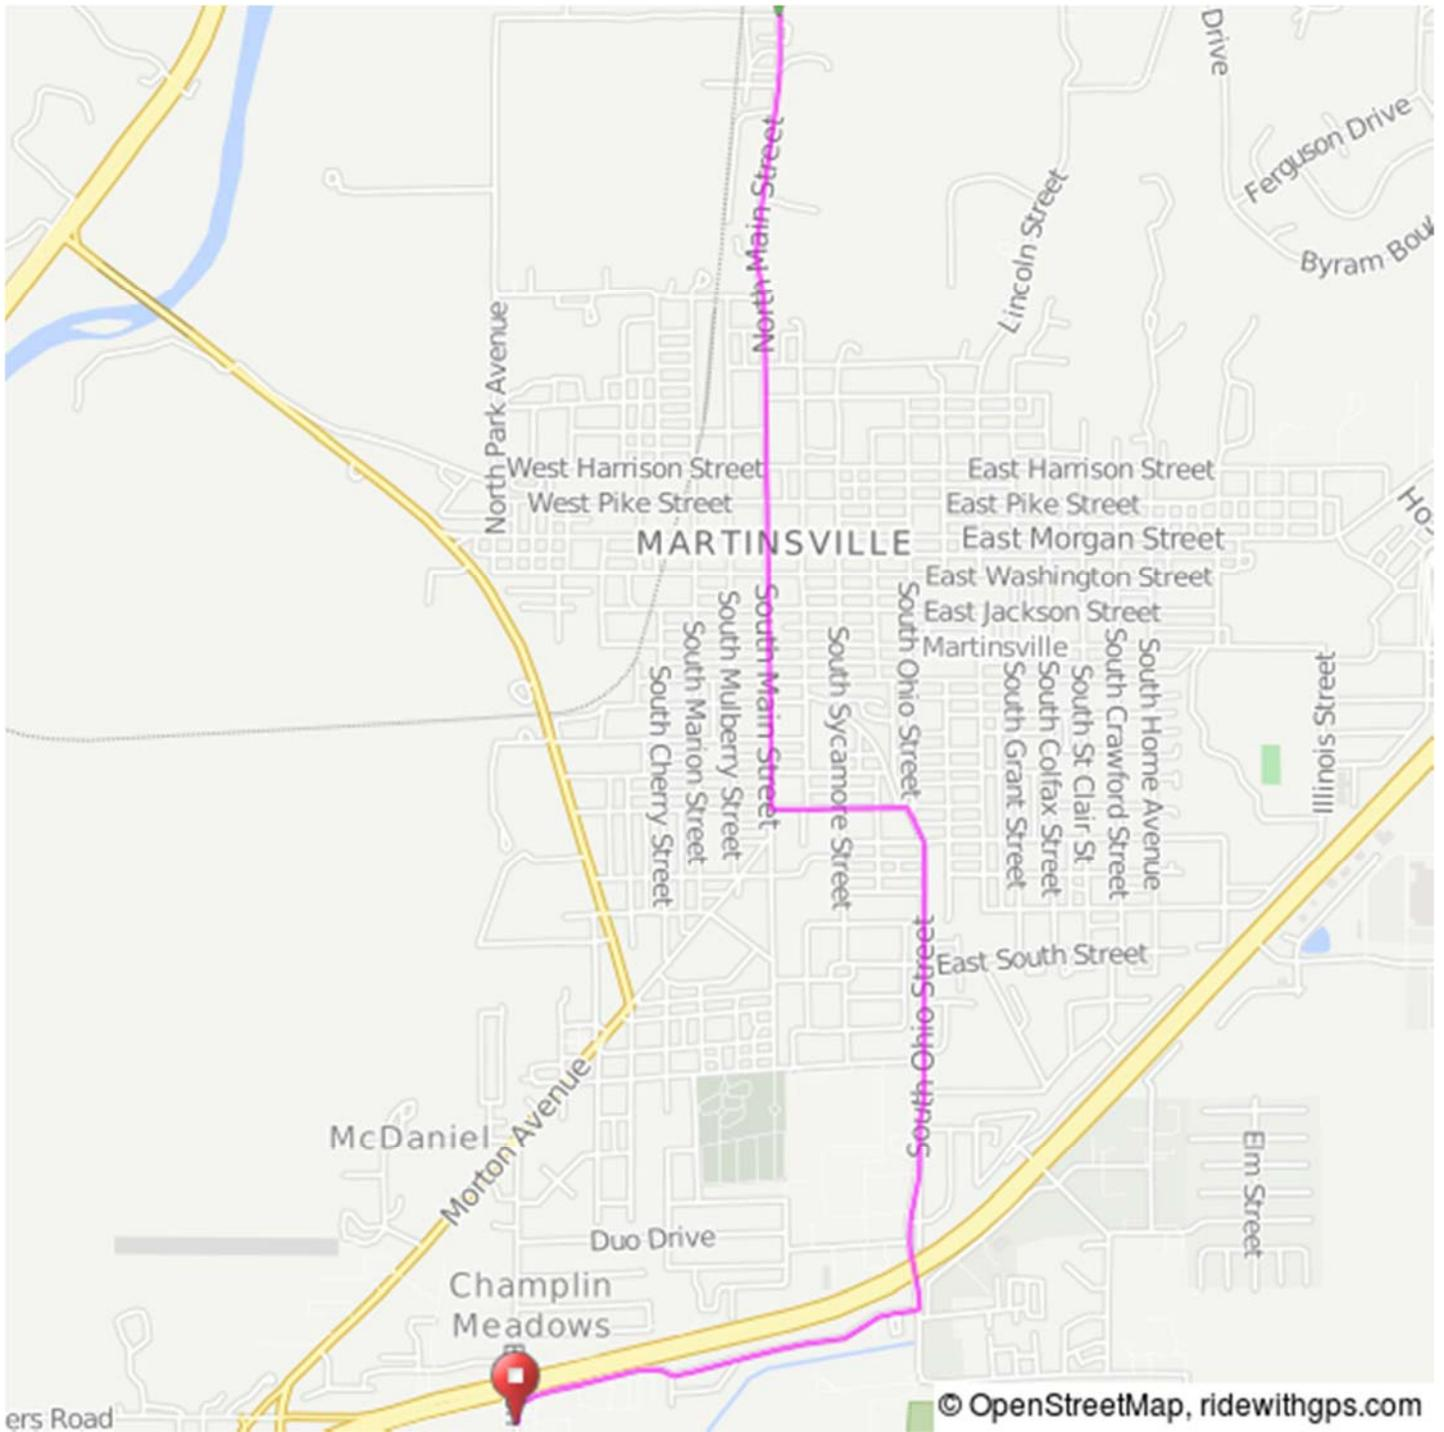 Drive
Ferguson Drive
Byram Boul
North Main Street
Lincoln Street
North Park Avenue
West Harrison Street
East Harrison Street
West Pike Street
East Pike Street
Ho
MARTINSVILLE
East Morgan Street
East Washington Street
East Jackson Street
Martinsville
South Cherry Street
South Marion Street
South Mulberry Street
South Main Street
South Sycamore Street
South Ohio Street
South Grant Street
South Colfax Street
South St Clair St
South Crawford Street
South Home Avenue
Illinois Street
East South Street
South Ohio Street
McDaniel
Morton Avenue
Elm Street
Duo Drive
Champlin
Meadows
ers Road
© OpenStreetMap, ridewithgps.com